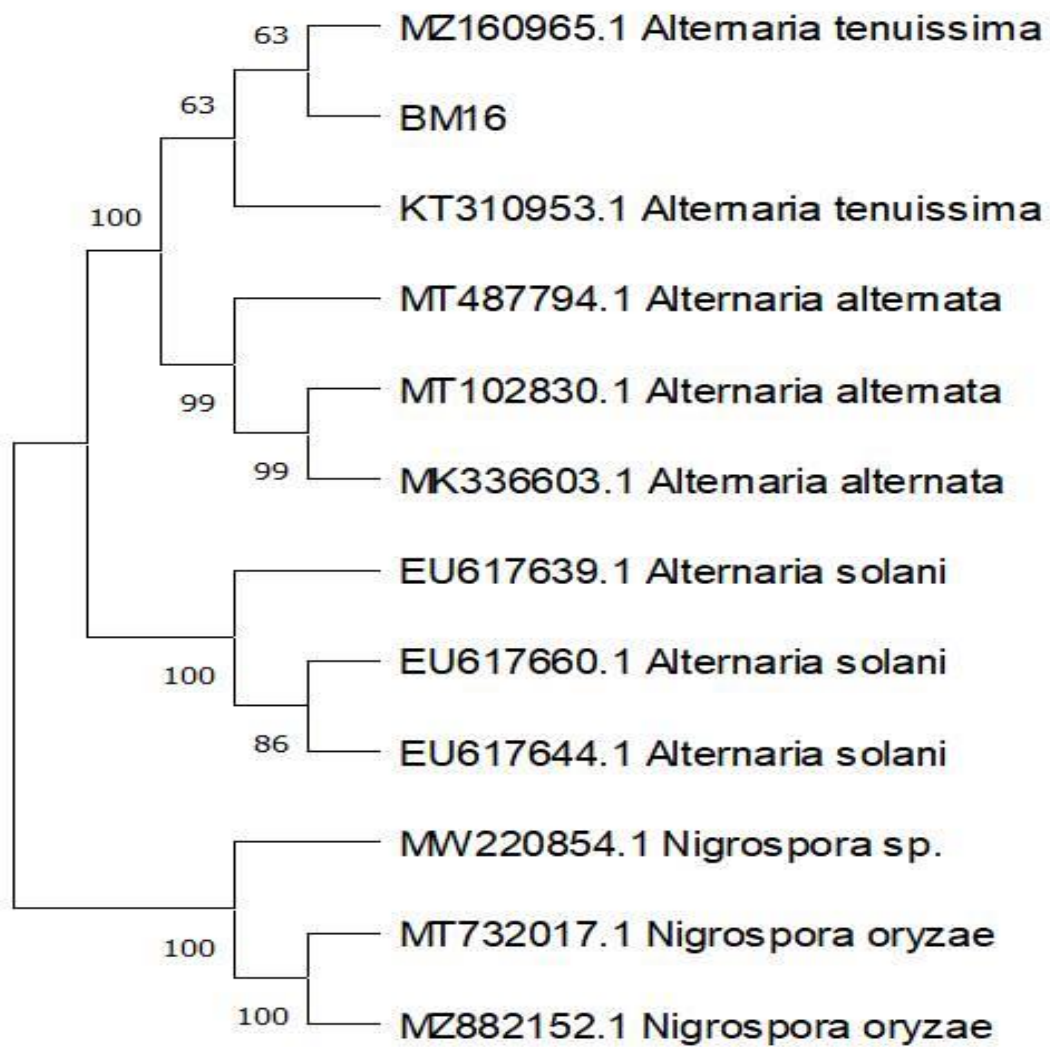 63
MZ160965.1 Alternaria tenuissima
63
BM16
100
KT310953.1 Alternaria tenuissima
MT487794.1 Alternaria alternata
99
MT102830.1 Alternaria alternata
99
MK336603.1 Alternaria alternata
EU617639.1 Alternaria solani
100
EU617660.1 Alternaria solani
86
EU617644.1 Alternaria solani
MW220854.1 Nigrospora sp.
100
MT732017.1 Nigrospora oryzae
100
MZ882152.1 Nigrospora oryzae